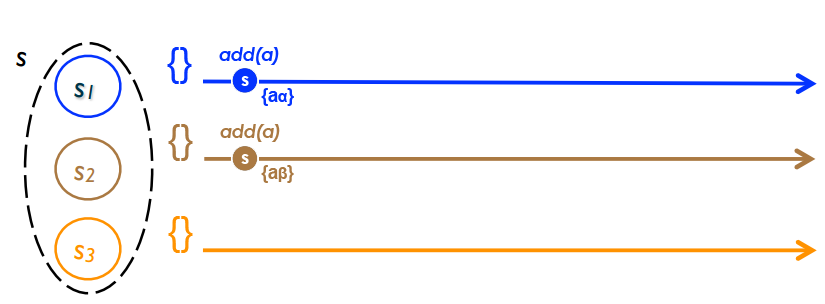 S
S1 {} add(a)
S
{aα}
S2 {} add(a)
S
{aβ}
S3 {}